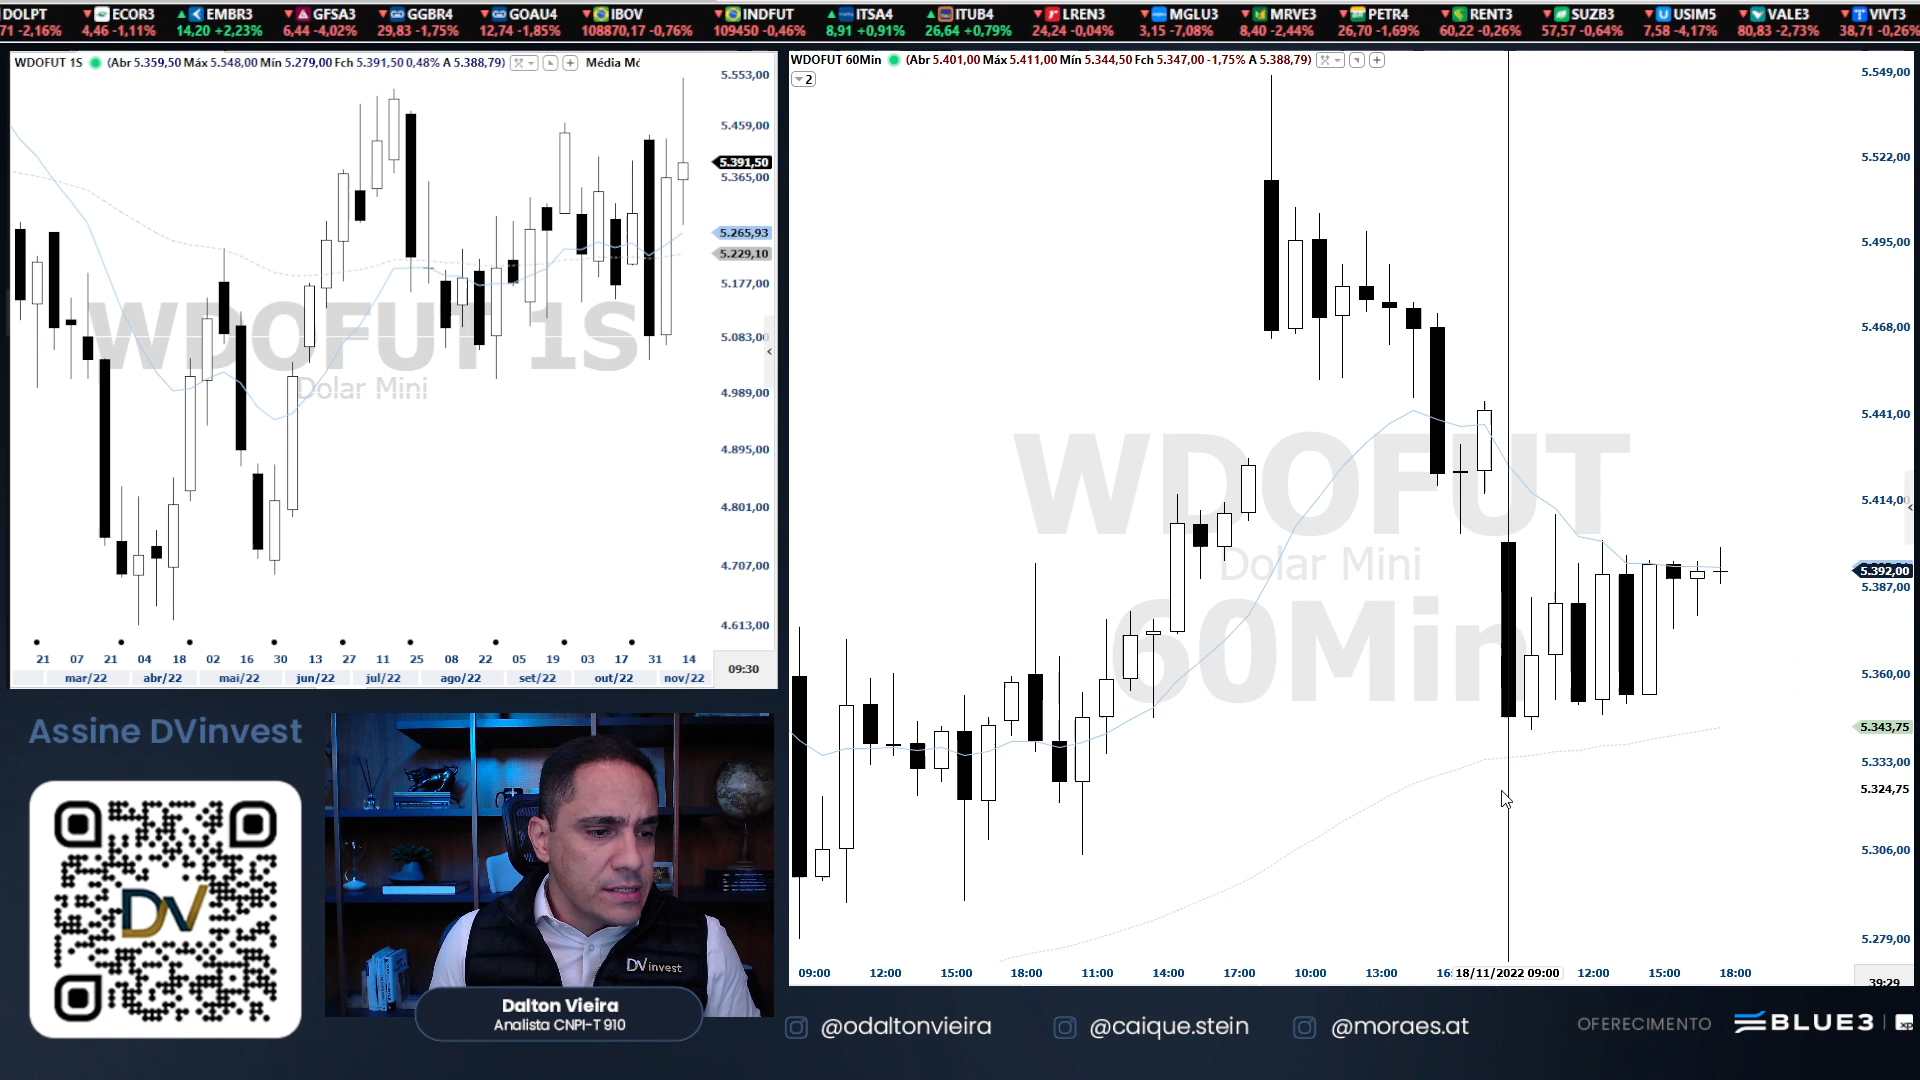 DOLPT
ECOR3
EMBR3
GFSA3
GGBR4
GOAU4
IBOV
INDFUT
ITSA4
ITUB4
LREN3
MGLU3
MRVE3
PETR4
RENT3
SUZB3
USIM5
VALE3
VIVT3
71 -2,16%
4,46 -1,11%
14,20 +2,23%
6,44 -4,02%
29,83 -1,75%
12,74 -1,85%
108870,17 -0,76%
109450 -0,46%
8,91 +0,91%
26,64 +0,79%
24,24 -0,04%
3,15 -7,08%
8,40 -2,44%
26,70 -1,69%
60,22 -0,26%
57,57 -0,64%
7,58 -4,17%
80,83 -2,73%
38,71 -0,26%
WDOFUT 1S (Abr 5.359,50 Máx 5.548,00 Mín 5.279,00 Fch 5.391,50 0,48% A 5.388,79) Média Mó
5.553,00
5.459,00
5.391,50
5.365,00
5.265,93
5.229,10
5.177,00
5.083,00
4.989,00
4.895,00
4.801,00
4.707,00
4.613,00
WDOFUT 1S
Dolar Mini
21 07 21 04 18 02 16 30 13 27 11 25 08 22 05 19 03 17 31 14
mar/22 abr/22 mai/22 jun/22 jul/22 ago/22 set/22 out/22 nov/22
09:30
WDOFUT 60Min (Abr 5.401,00 Máx 5.411,00 Mín 5.344,50 Fch 5.347,00 -1,75% A 5.388,79)
2
5.549,00
5.522,00
5.495,00
5.468,00
5.441,00
5.414,0
5.392,00
5.387,00
5.360,00
5.343,75
5.333,00
5.324,75
5.306,00
5.279,00
WDOFUT
Dolar Mini
60Min
09:00 12:00 15:00 18:00 11:00 14:00 17:00 10:00 13:00 16: 18/11/2022 09:00 12:00 15:00 18:00
39:29
Assine DVinvest
DV
DVinvest
Dalton Vieira
Analista CNPI-T 910
@odaltonvieira
@caique.stein
@moraes.at
OFERECIMENTO
BLUE3
xp